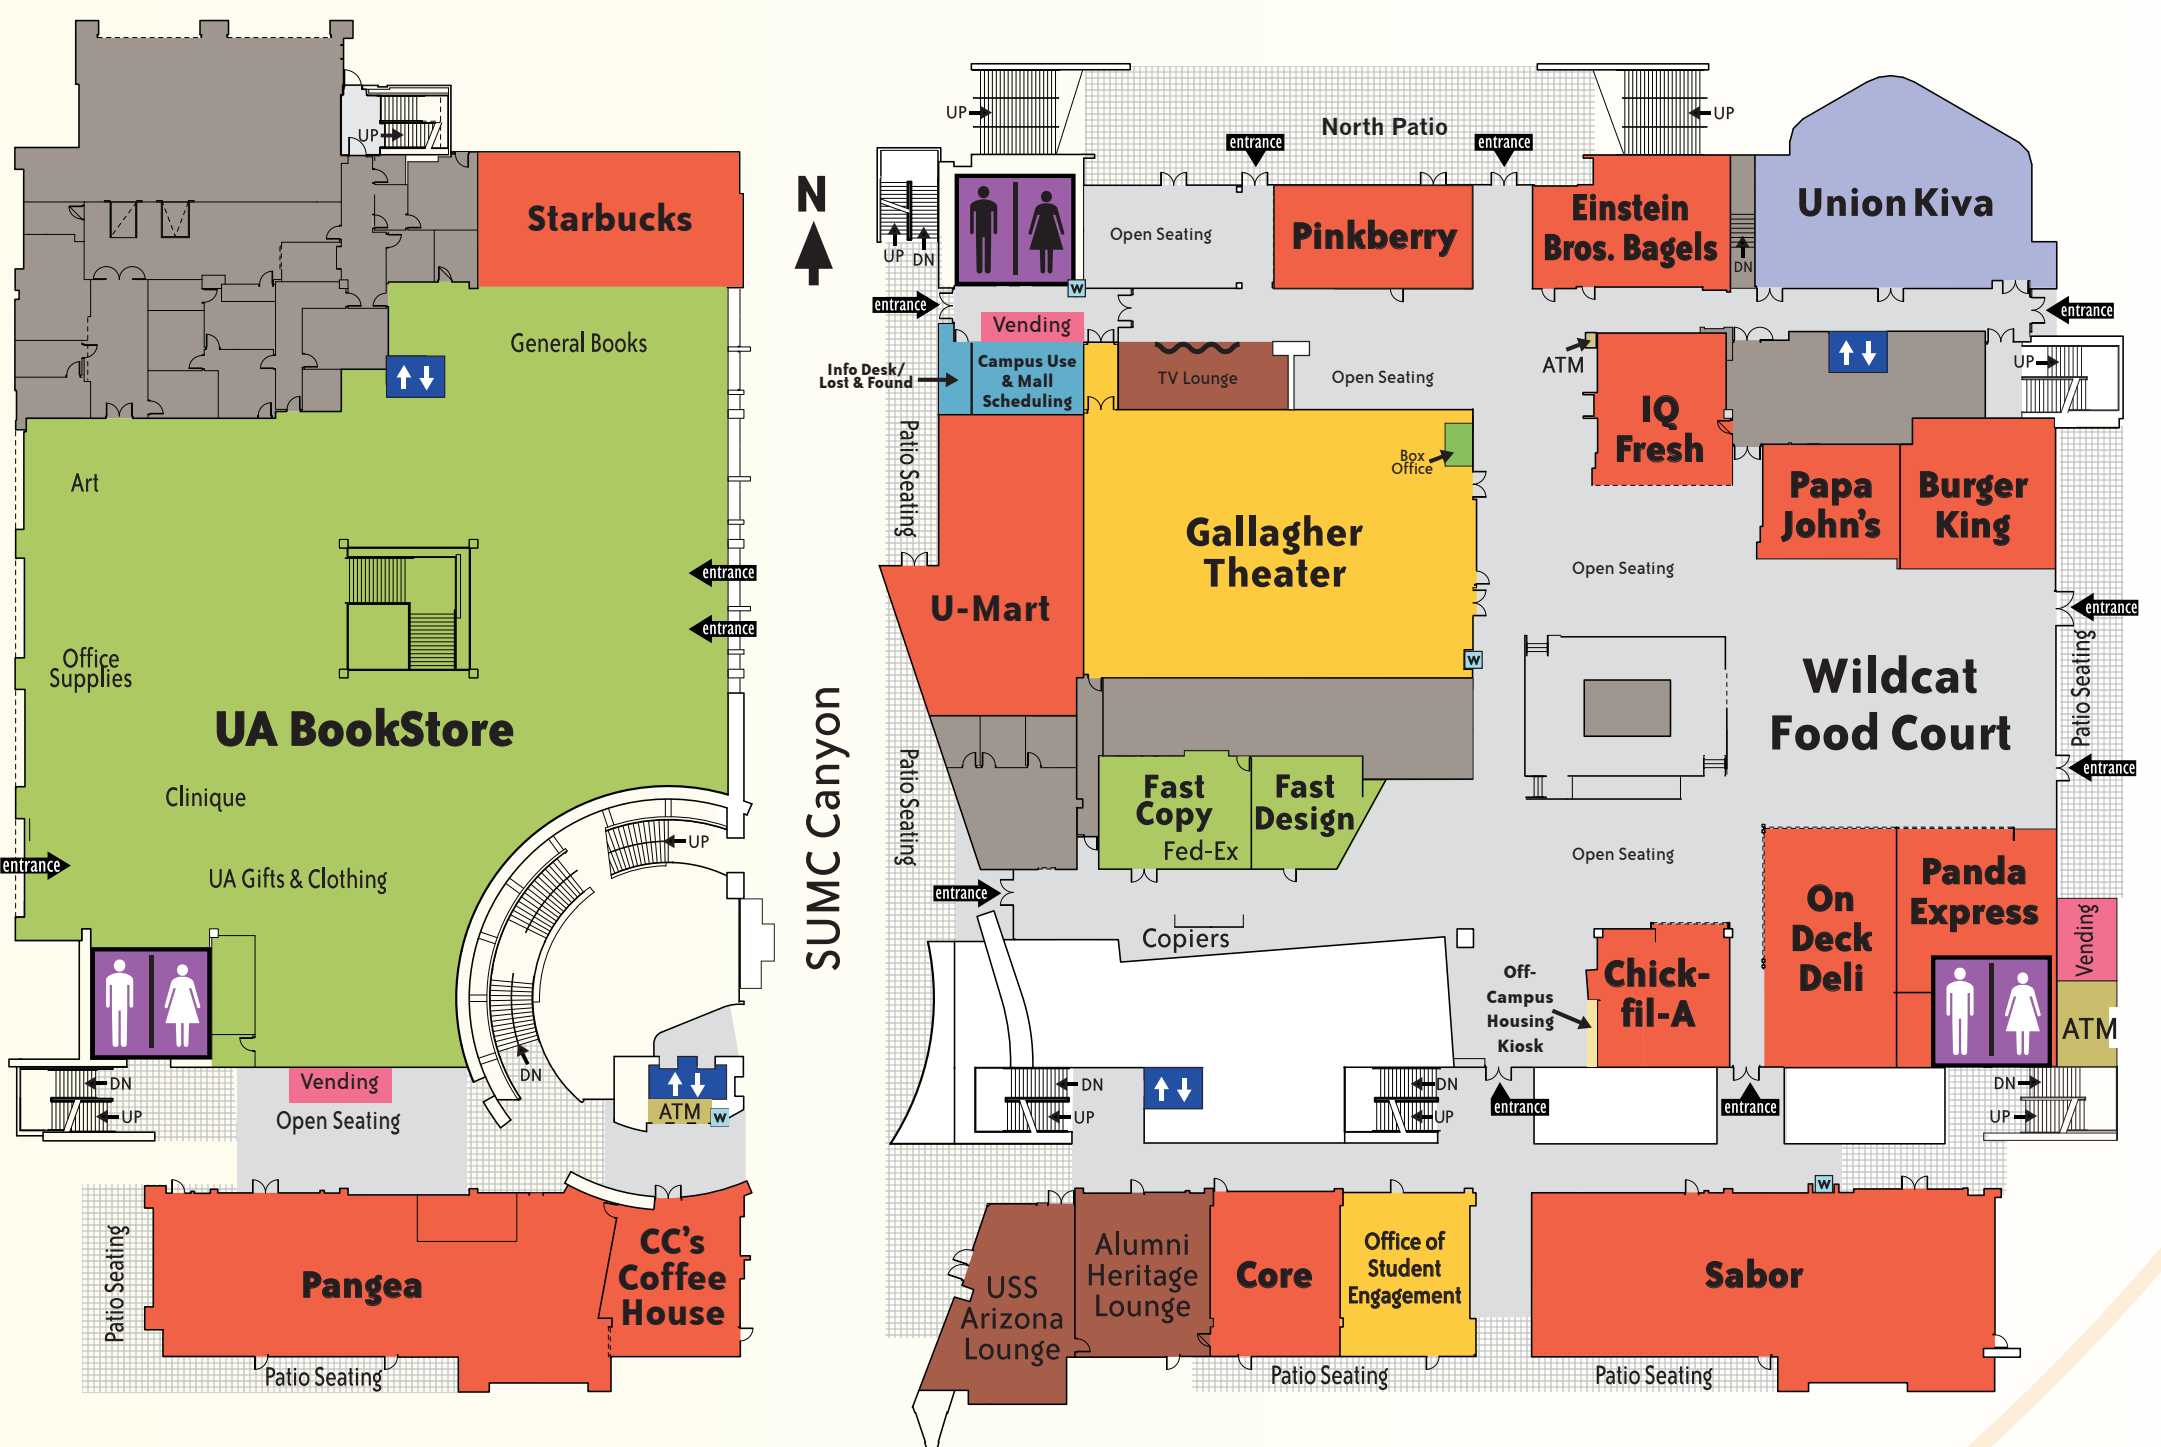 UP
Starbucks
General Books
Art
Office
Supplies
UA BookStore
Clinique
UA Gifts & Clothing
entrance
entrance
entrance
UP
DN
DN
UP
Vending
Open Seating
ATM
W
Pangea
CC's
Coffee
House
Patio Seating
Patio Seating
N
SUMC Canyon
UP
North Patio
UP
entrance
entrance
UP
DN
Open Seating
Pinkberry
Einstein
Bros. Bagels
DN
Union Kiva
W
entrance
entrance
Vending
Info Desk/
Lost & Found
Campus Use
& Mall
Scheduling
TV Lounge
Open Seating
ATM
IQ
Fresh
UP
Patio Seating
Box
Office
Gallagher
Theater
Papa
John's
Burger
King
Open Seating
U-Mart
entrance
W
Wildcat
Food Court
Patio Seating
entrance
Patio Seating
Fast
Copy
Fed-Ex
Fast
Design
Open Seating
entrance
Copiers
Off-
Campus
Housing
Kiosk
Chick-
fil-A
On
Deck
Deli
Panda
Express
Vending
ATM
DN
UP
DN
UP
entrance
entrance
DN
UP
W
USS
Arizona
Lounge
Alumni
Heritage
Lounge
Core
Office of
Student
Engagement
Sabor
Patio Seating
Patio Seating